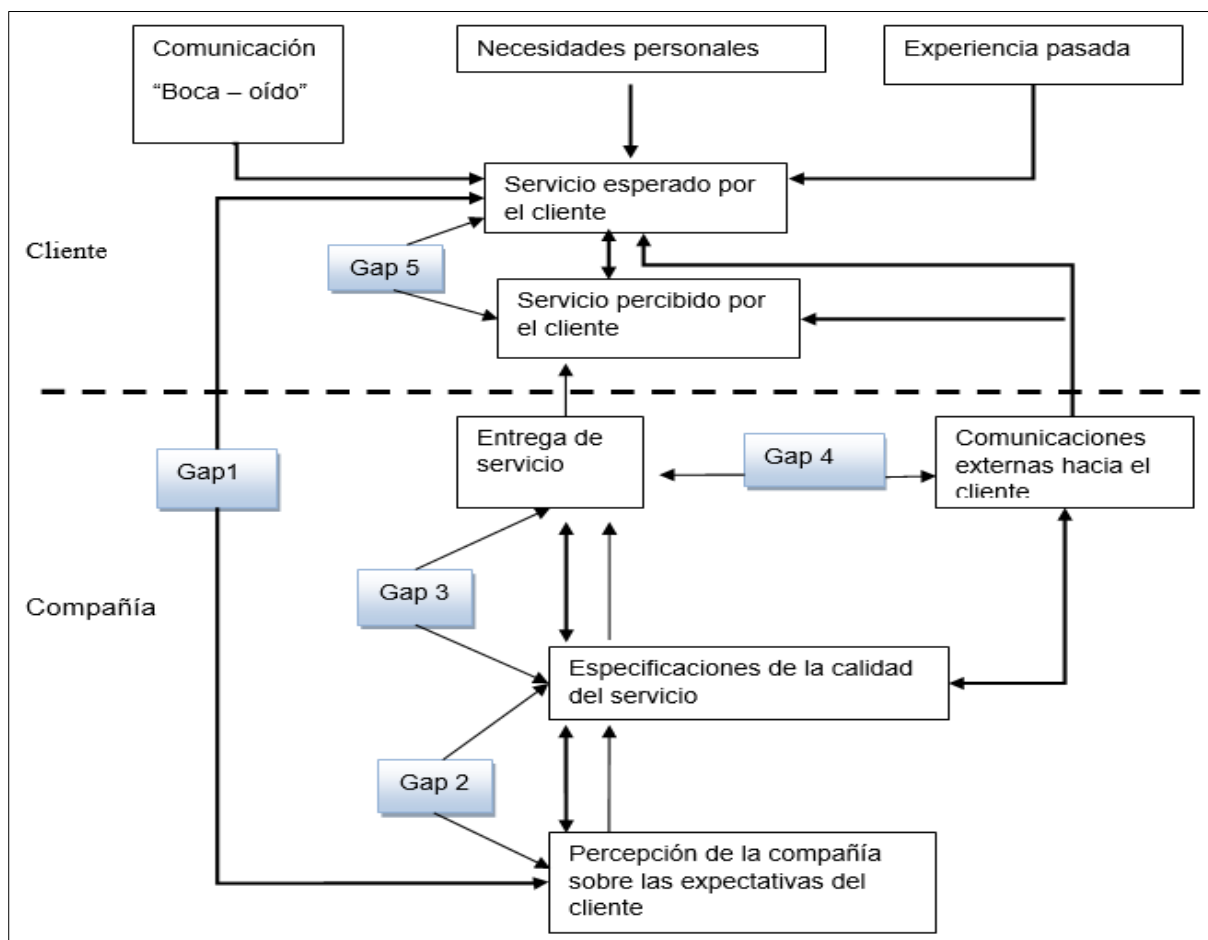 Comunicación
“Boca – oído”
Necesidades personales
Experiencia pasada
Servicio esperado por
el cliente
Cliente
Gap 5
Servicio percibido por
el cliente
Entrega de
servicio
Gap 4
Comunicaciones
externas hacia el
cliente
Gap1
Gap 3
Compañía
Especificaciones de la calidad
del servicio
Gap 2
Percepción de la compañía
sobre las expectativas del
cliente